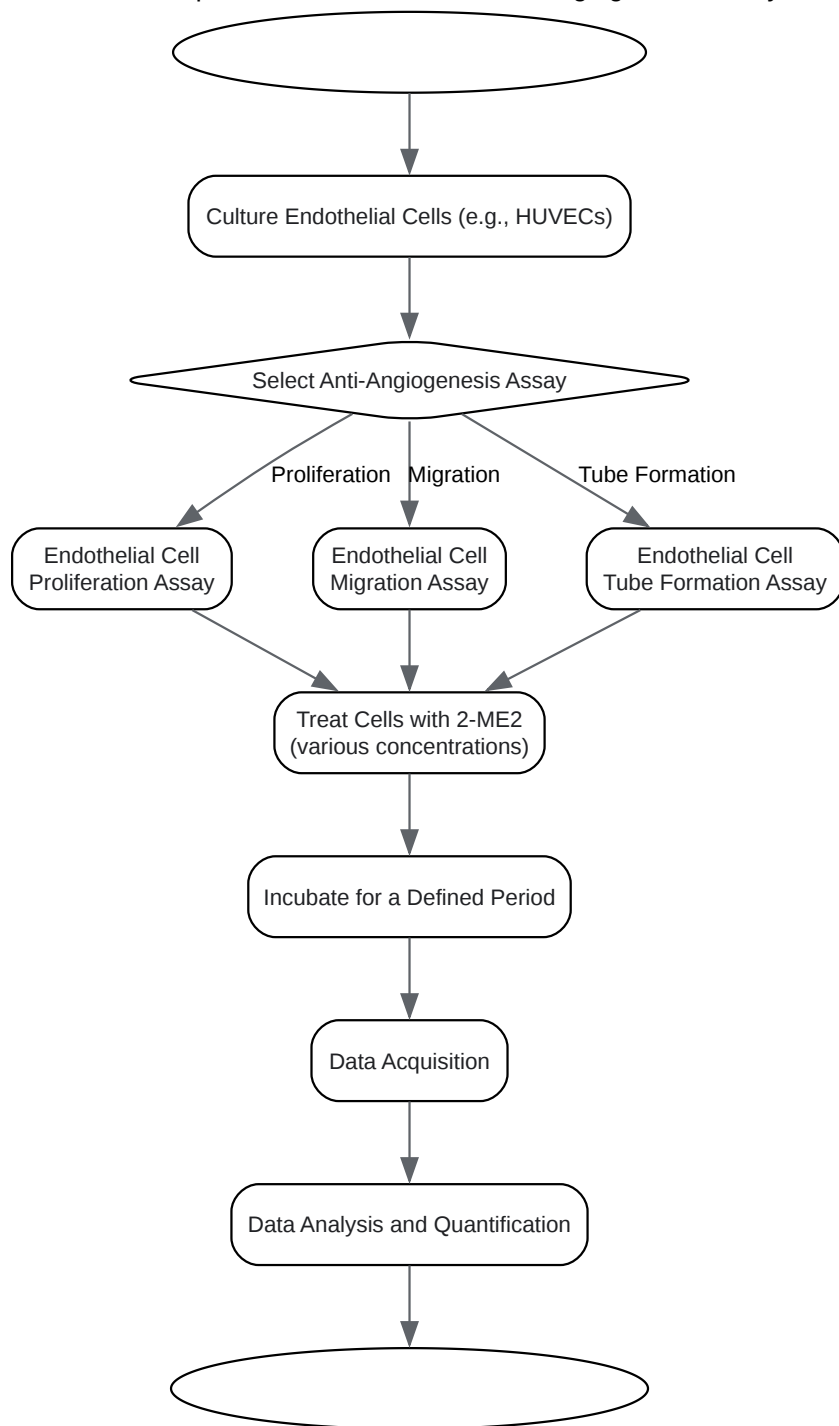 Culture Endothelial Cells (e.g., HUVECs)
Select Anti-Angiogenesis Assay
Proliferation
Migration
Tube Formation
Endothelial Cell
Proliferation Assay
Endothelial Cell
Migration Assay
Endothelial Cell
Tube Formation Assay
Treat Cells with 2-ME2
(various concentrations)
Incubate for a Defined Period
Data Acquisition
Data Analysis and Quantification